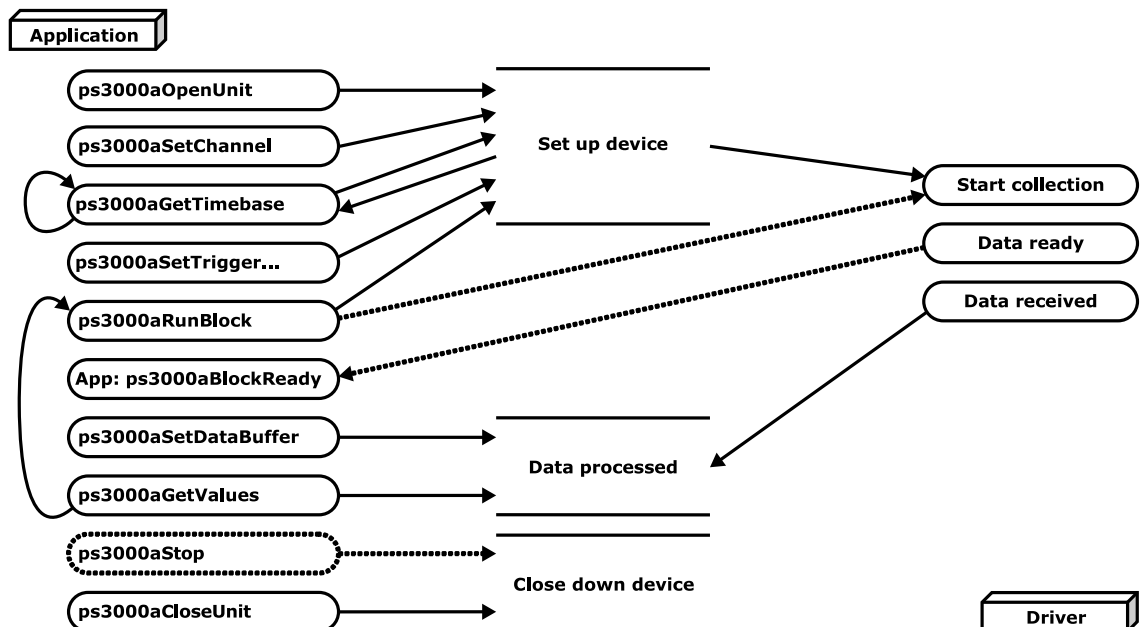 Application
ps3000aOpenUnit
ps3000aSetChannel
Set up device
ps3000aGetTimebase
Start collection
ps3000aSetTrigger...
Data ready
ps3000aRunBlock
Data received
App: ps3000aBlockReady
ps3000aSetDataBuffer
Data processed
ps3000aGetValues
ps3000aStop
Close down device
ps3000aCloseUnit
Driver